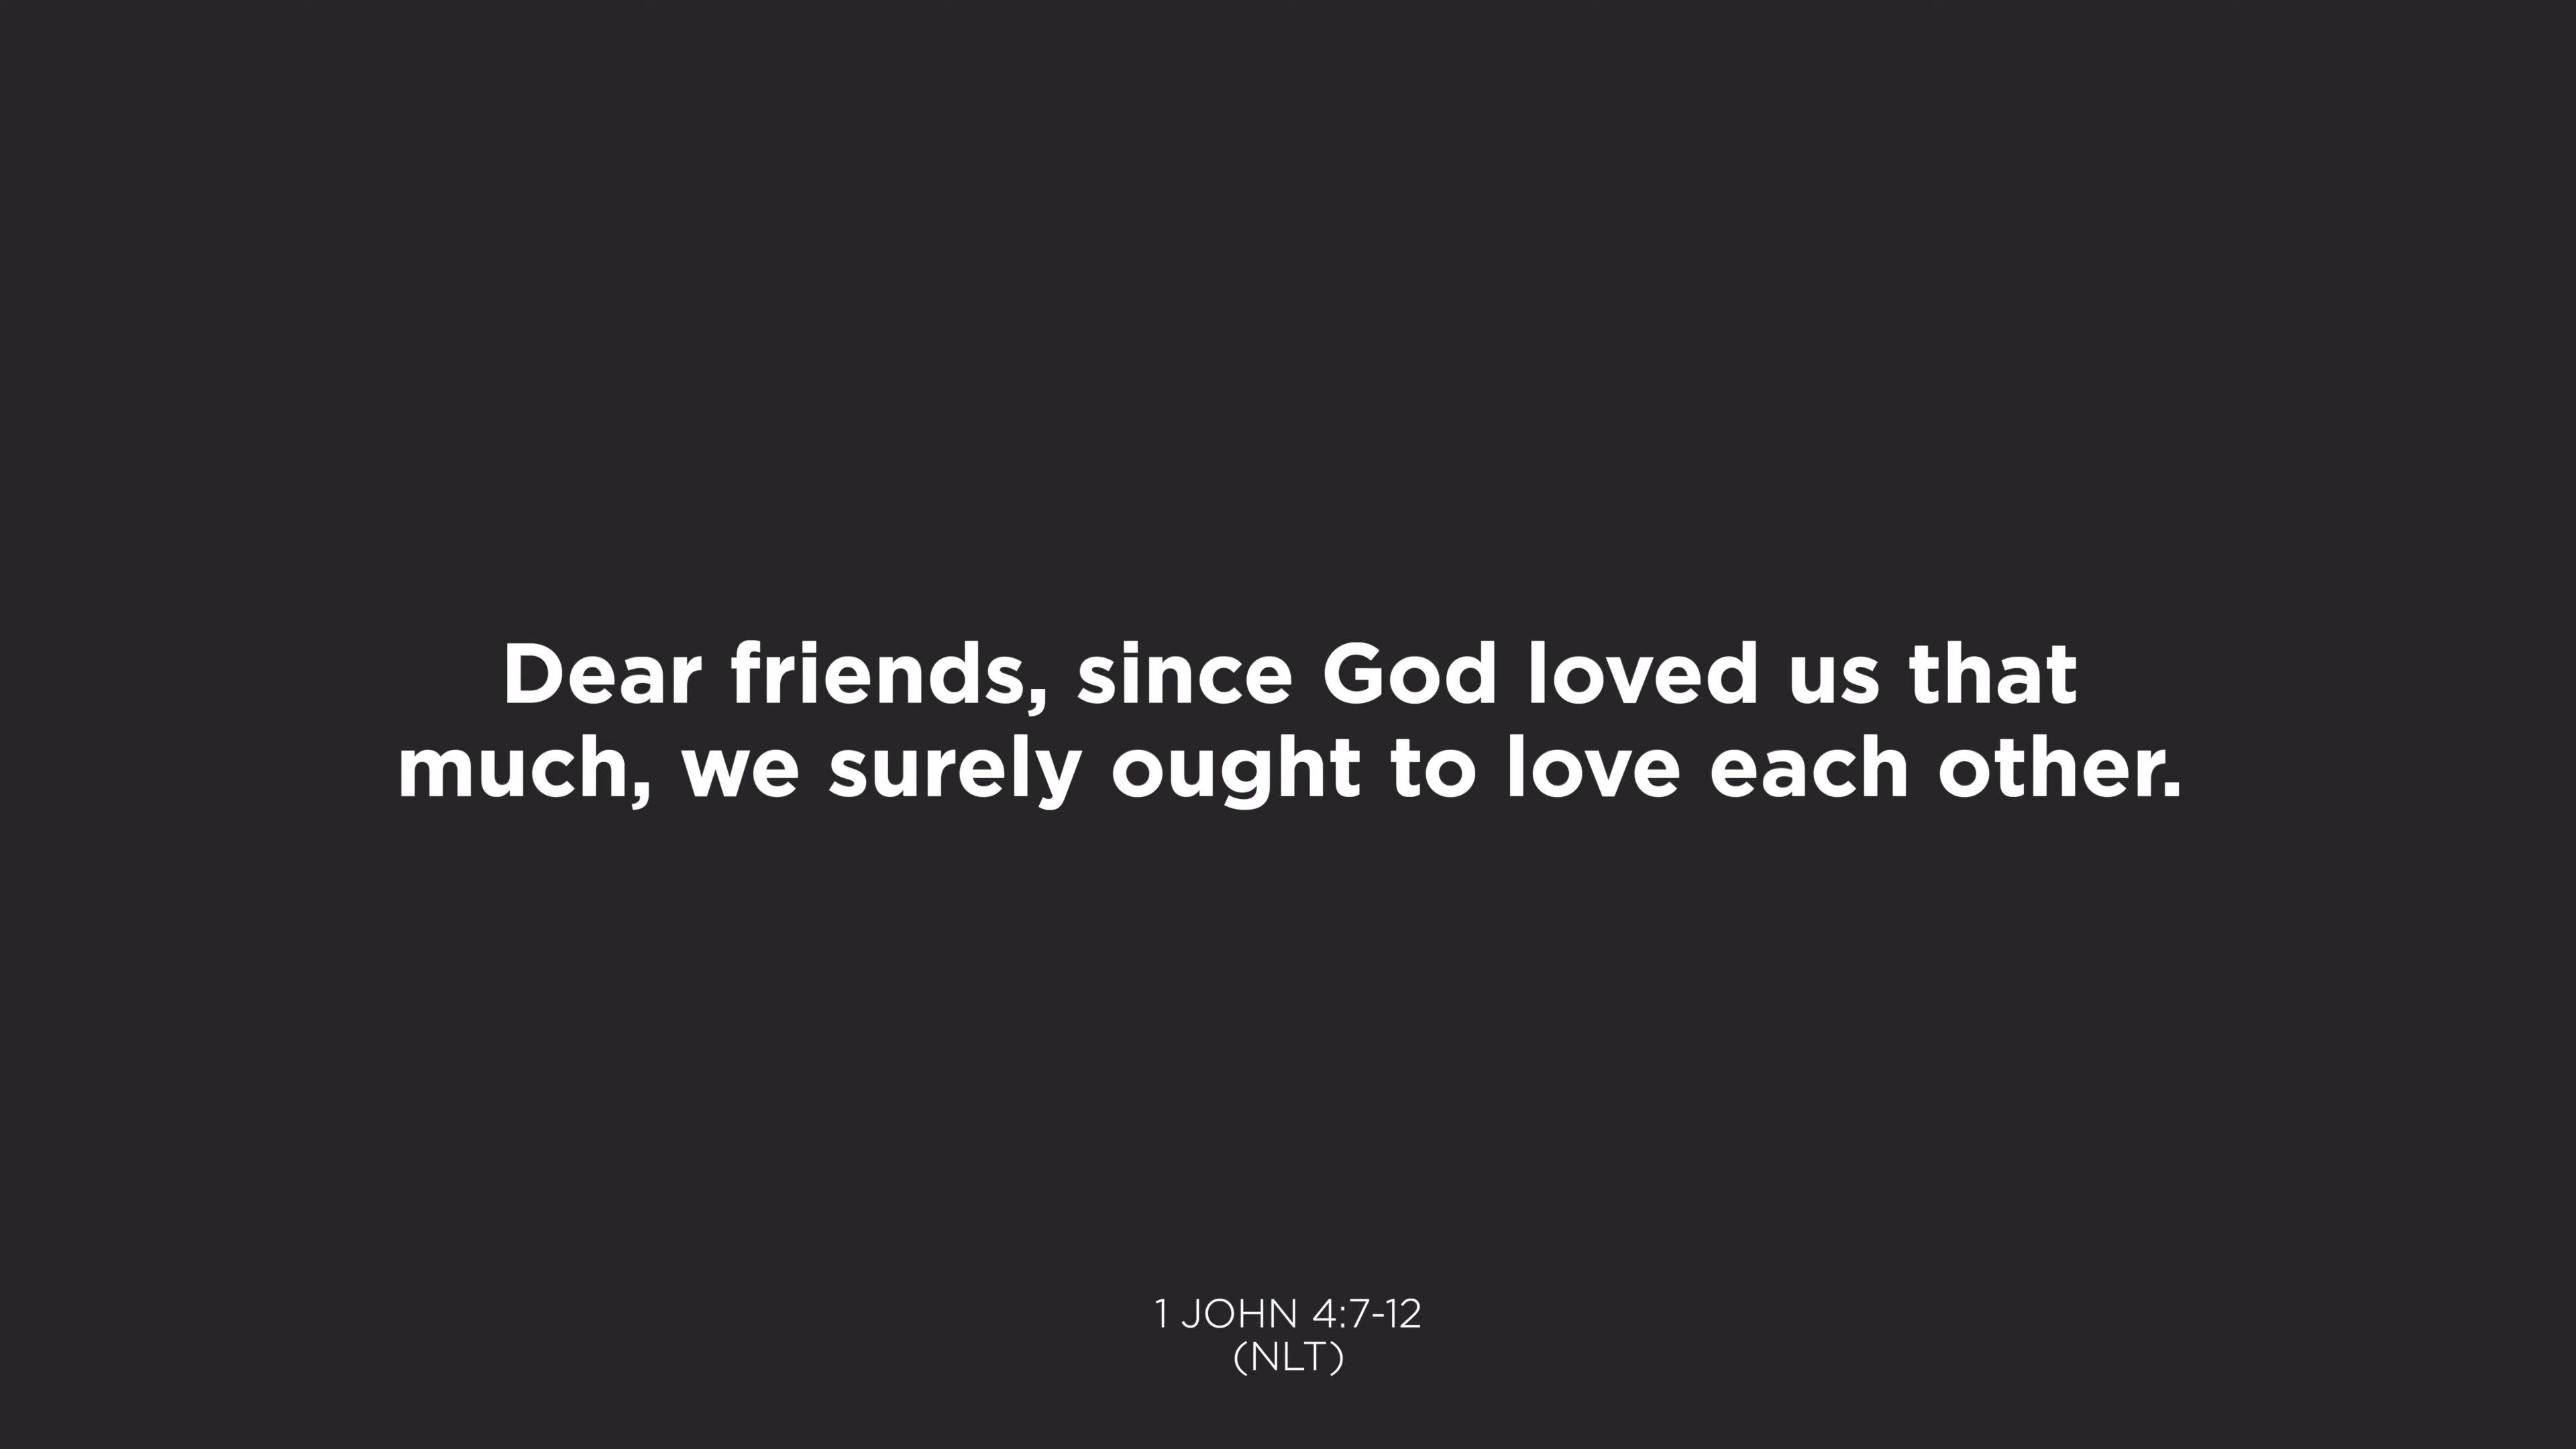 Dear friends, since God loved us that
much, we surely ought to love each other.
1 JOHN 4:7-12
(NLT)